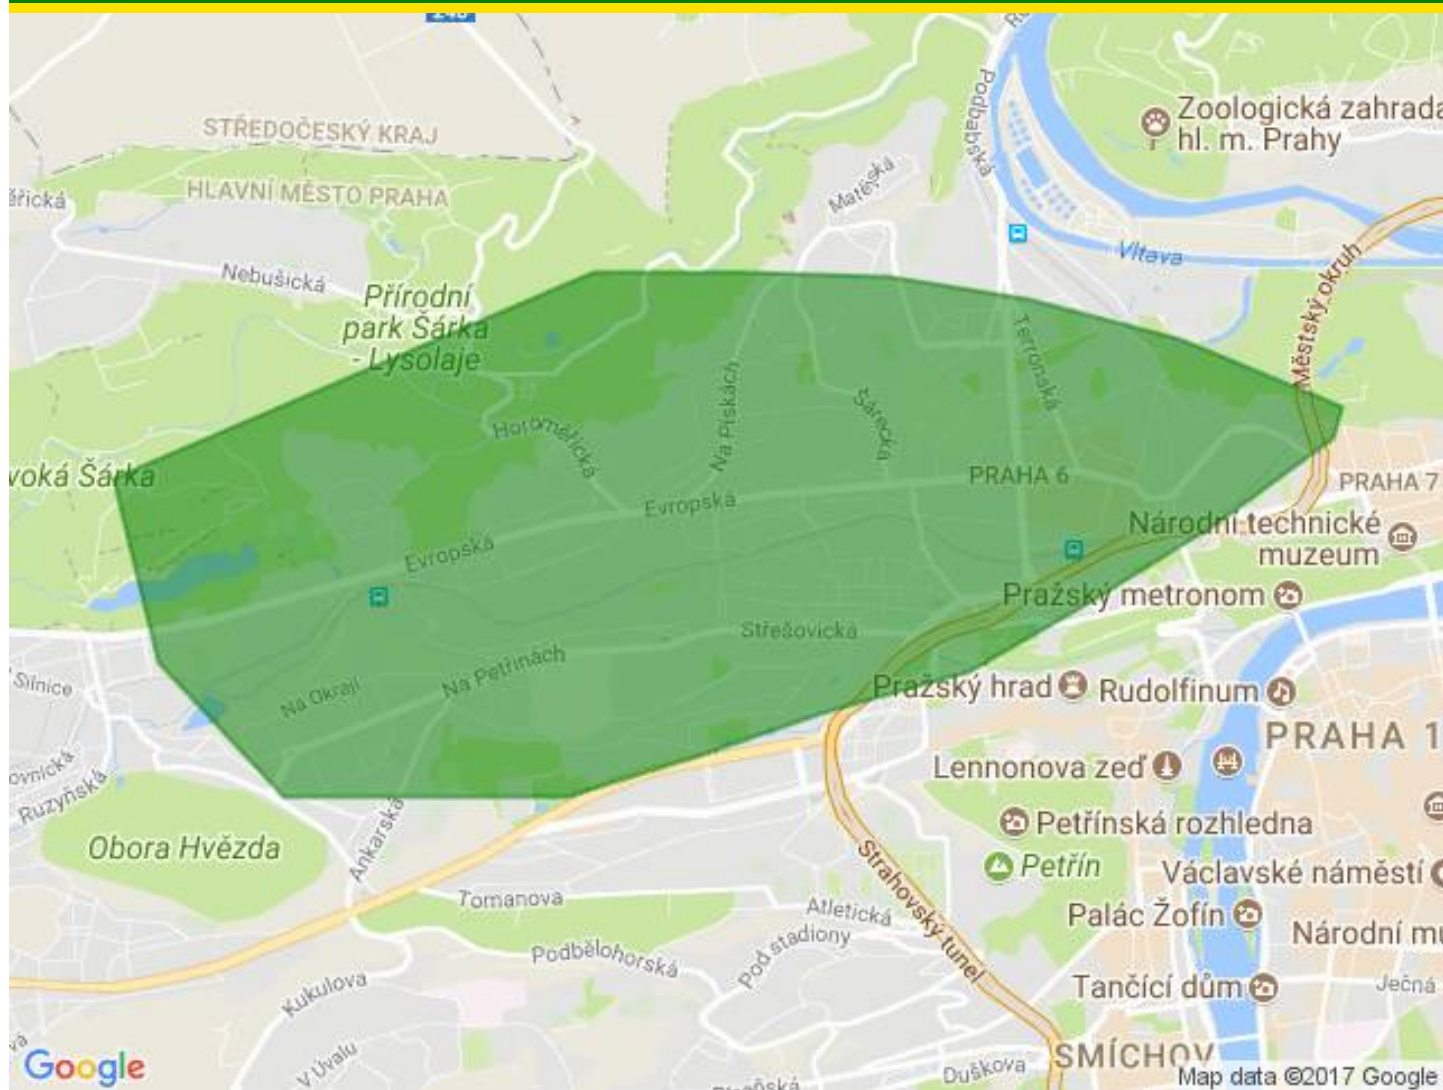 Podbabská
Zoologická zahrada
hl. m. Prahy
STŘEDOČESKÝ KRAJ
HLAVNÍ MĚSTO PRAHA
Matějská
Vltava
Nebušická
Městský okruh
Přírodní
park Šárka
- Lysolaje
Terronská
Na Pískách
Šárecká
Horoměřická
voká Šárka
PRAHA 6
PRAHA 7
Evropská
Národní technické
muzeum
Evropská
Pražský metronom
Střešovická
Na Petřinách
Silnice
Na Okraji
Pražský hrad
Rudolfinum
PRAHA 1
Lennonova zeď
ovnická
Ruzyňská
Petřínská rozhledna
Obora Hvězda
Ankarská
Petřín
Václavské náměstí
Strahovský tunel
Tomanova
Atletická
Palác Žofín
Pod stadiony
Národní mu
Podbělohorská
Tančící dům
Ječná
Kukulova
V Úvalu
SMÍCHOV
Duškova
Google
Map data ©2017 Google